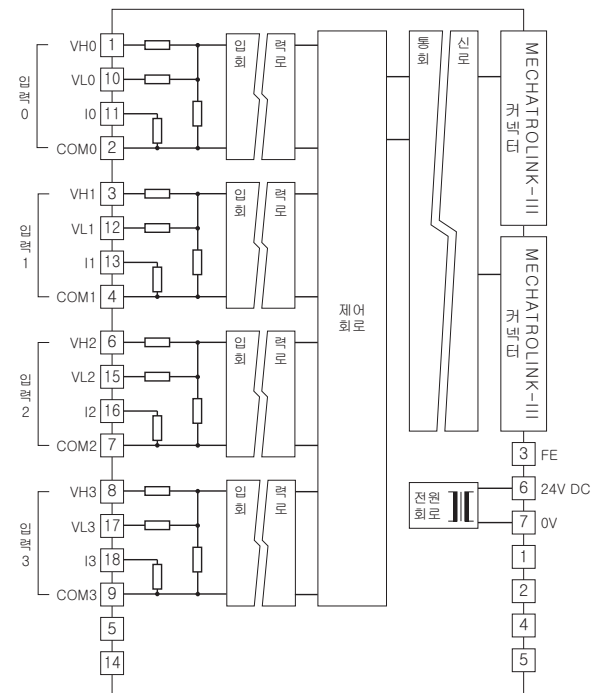 입력 0
VH0 1
VL0 10
I0 11
COM0 2
입 력
회 로
입력 1
VH1 3
VL1 12
I1 13
COM1 4
입 력
회 로
입력 2
VH2 6
VL2 15
I2 16
COM2 7
입 력
회 로
입력 3
VH3 8
VL3 17
I3 18
COM3 9
입 력
회 로
5
14
제어
회로
통 신
회 로
MECHATROLINK-III
커넥터
MECHATROLINK-III
커넥터
전원
회로
3 FE
6 24V DC
7 0V
1
2
4
5